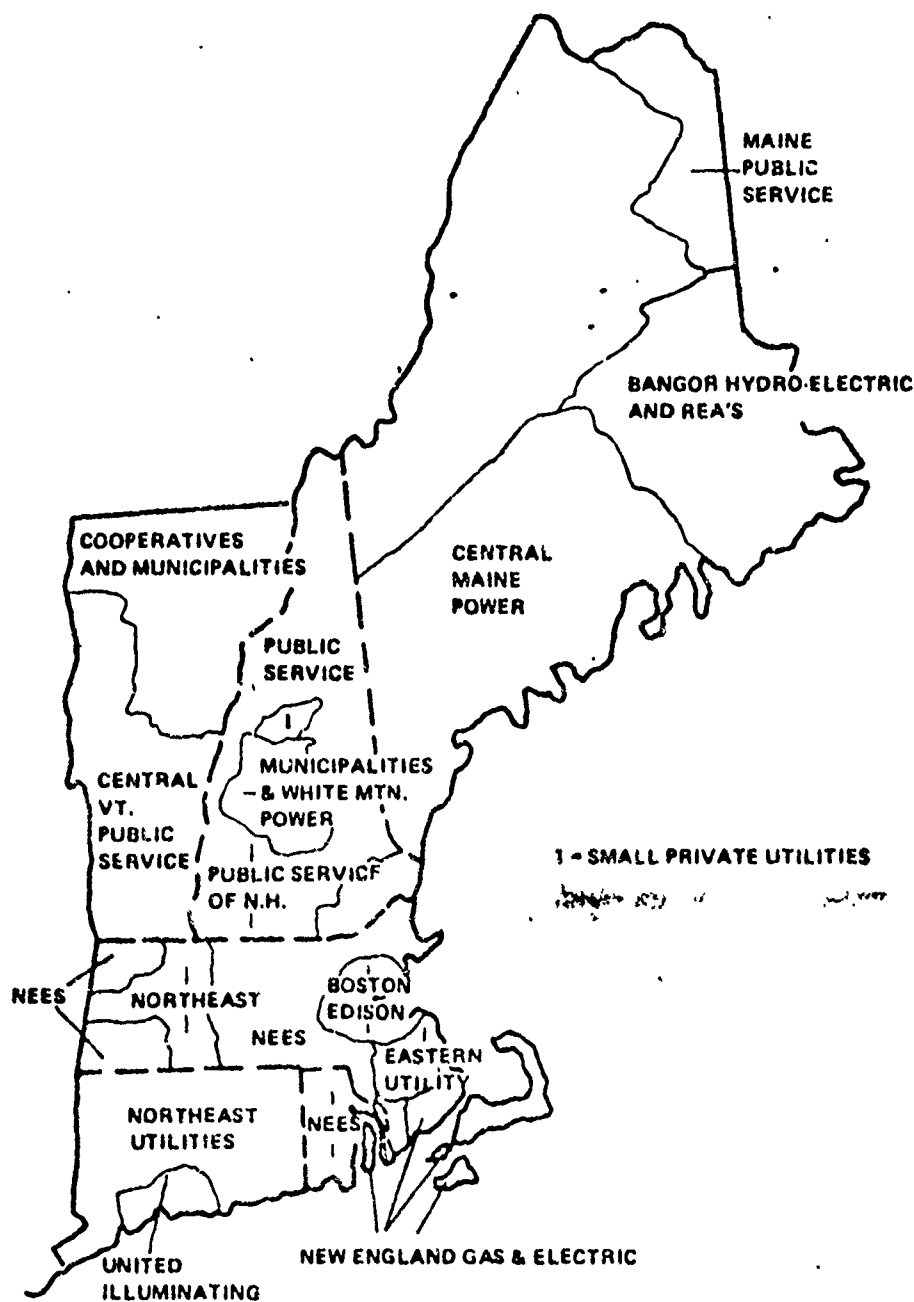 MAINE
PUBLIC
SERVICE
BANGOR HYDRO-ELECTRIC
AND REA'S
COOPERATIVES
AND MUNICIPALITIES
CENTRAL
MAINE
POWER
PUBLIC
SERVICE
MUNICIPALITIES
& WHITE MTN.
POWER
CENTRAL
VT.
PUBLIC
SERVICE
PUBLIC SERVICE
OF N.H.
1 - SMALL PRIVATE UTILITIES
NEES
NORTHEAST
NEES
BOSTON
EDISON
EASTERN
UTILITY
NORTHEAST
UTILITIES
NEES
NEW ENGLAND GAS & ELECTRIC
UNITED
ILLUMINATING